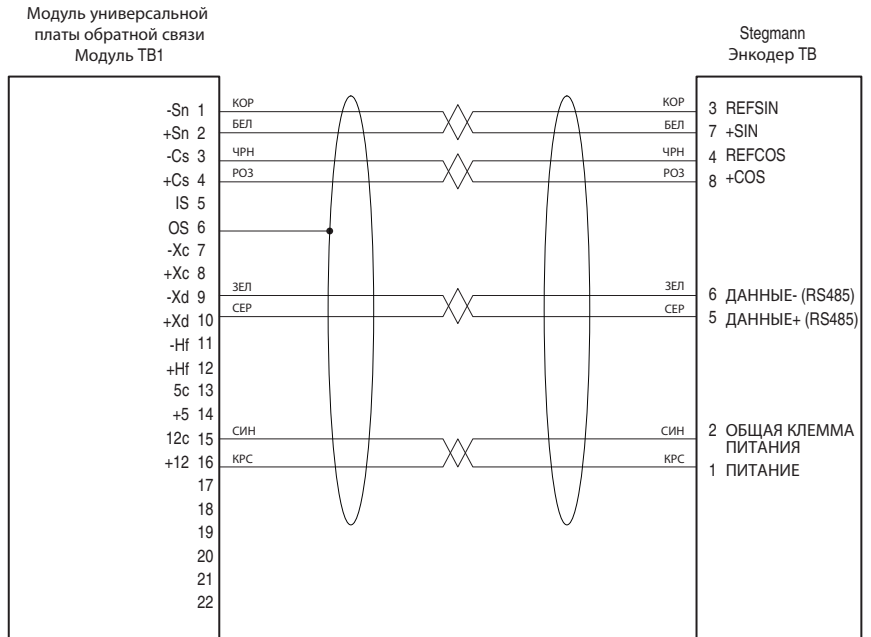 Модуль универсальной
платы обратной связи
Модуль TB1
Stegmann
Энкодер ТВ
-Sn 1 КОР КОР 3 REFSIN
+Sn 2 БЕЛ БЕЛ 7 +SIN
-Cs 3 ЧРН ЧРН 4 REFCOS
+Cs 4 РОЗ РОЗ 8 +COS
IS 5
OS 6
-Xc 7
+Xc 8
-Xd 9 ЗЕЛ ЗЕЛ 6 ДАННЫЕ- (RS485)
+Xd 10 СЕР СЕР 5 ДАННЫЕ+ (RS485)
-Hf 11
+Hf 12
5c 13
+5 14
12c 15 СИН СИН 2 ОБЩАЯ КЛЕММА
ПИТАНИЯ
+12 16 КРС КРС 1 ПИТАНИЕ
17
18
19
20
21
22